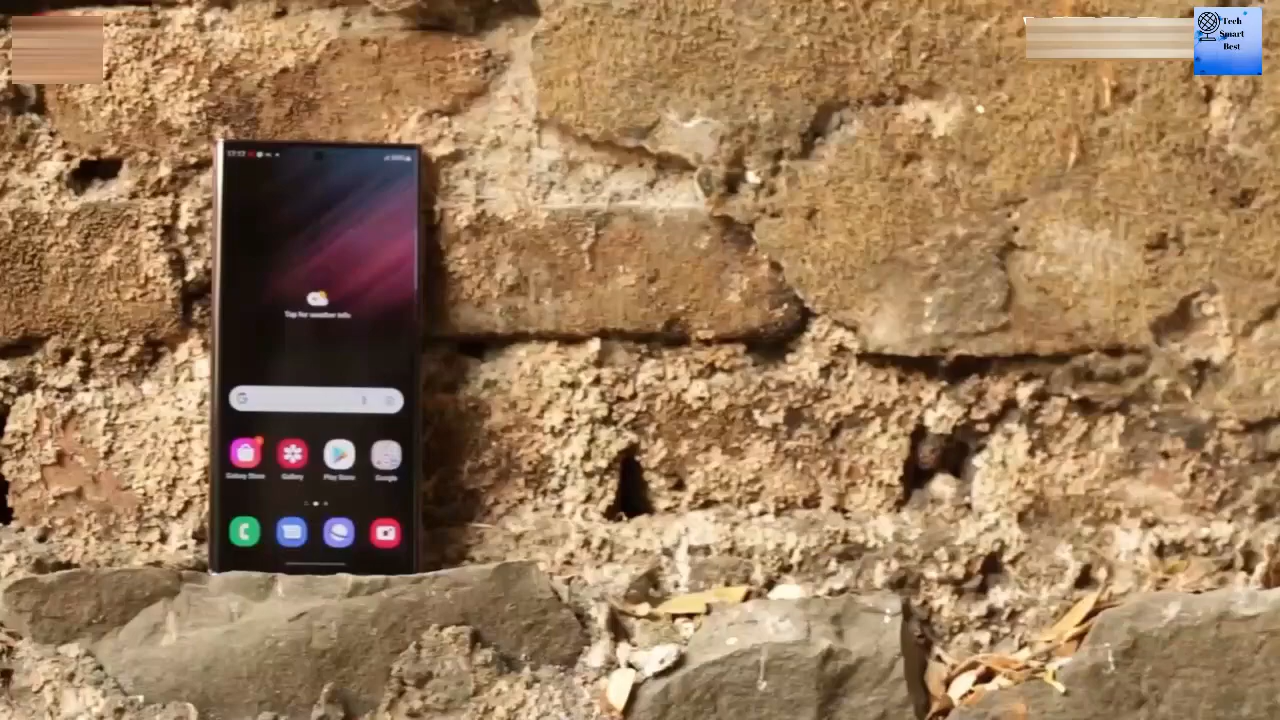 Tech
Smart
Best
Tap for weather info
G
Galaxy Store Gallery Play Store Google